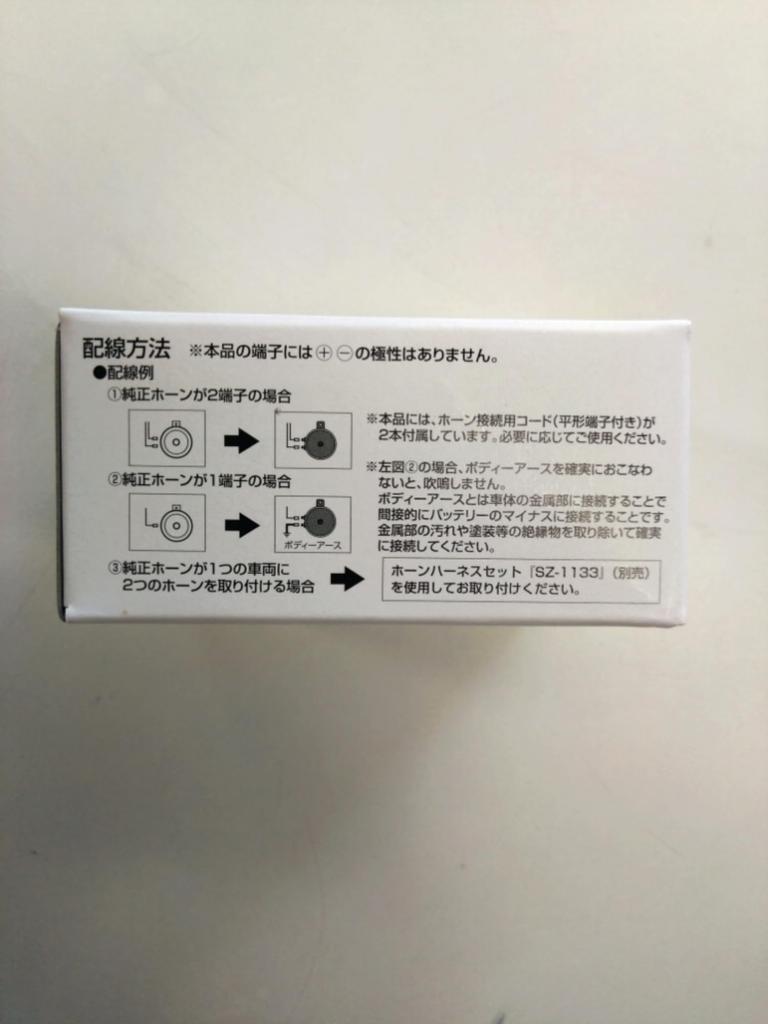 配線方法 ※本品の端子には⊕⊖の極性はありません。
●配線例
①純正ホーンが2端子の場合
※本品には、ホーン接続用コード(平形端子付き)が
2本付属しています。必要に応じてご使用ください。
②純正ホーンが1端子の場合
ボディーアース
※左図②の場合、ボディーアースを確実におこなわ
ないと、吹鳴しません。
ボディーアースとは車体の金属部に接続することで
間接的にバッテリーのマイナスに接続することです。
金属部の汚れや塗装等の絶縁物を取り除いて確実
に接続してください。
③純正ホーンが1つの車両に
2つのホーンを取り付ける場合
ホーンハーネスセット「SZ-1133」(別売)
を使用してお取り付けください。